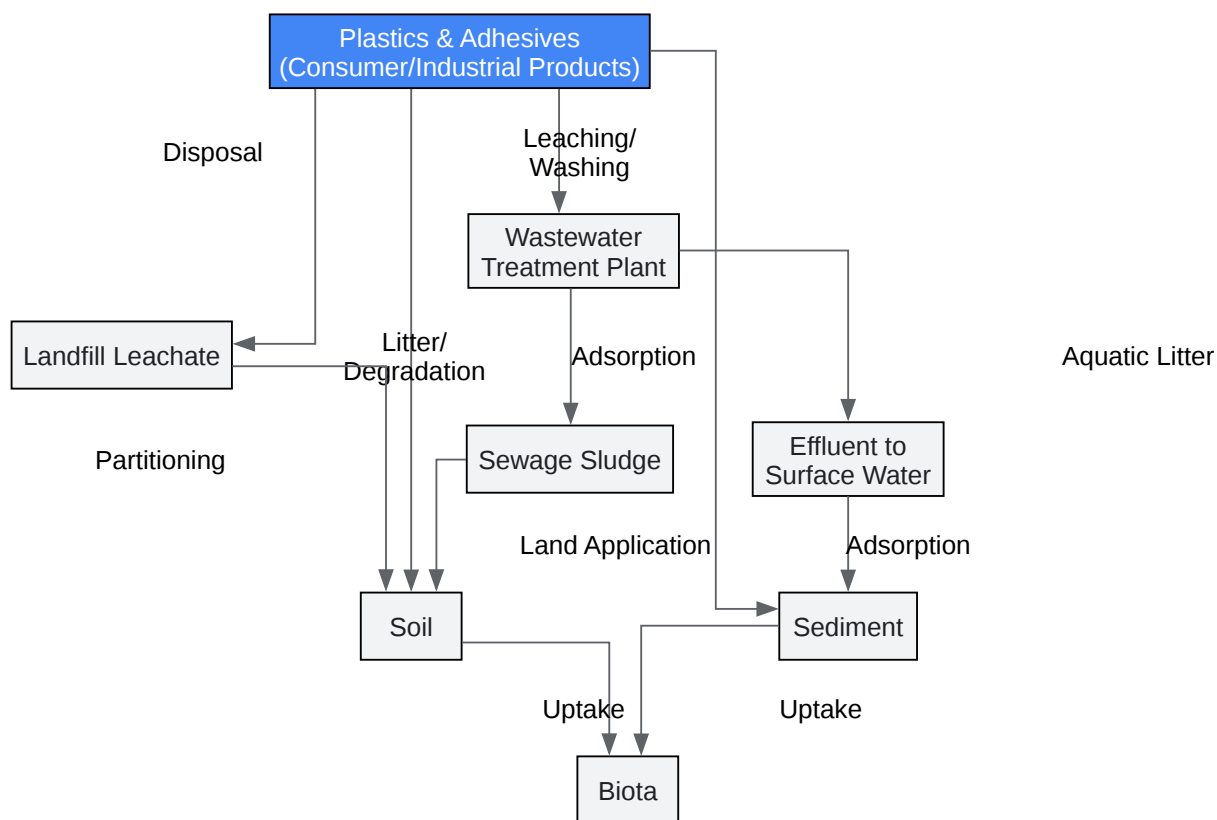 Plastics & Adhesives
(Consumer/Industrial Products)
Disposal
Leaching/
Washing
Wastewater
Treatment Plant
Landfill Leachate
Litter/
Degradation
Adsorption
Aquatic Litter
Partitioning
Sewage Sludge
Effluent to
Surface Water
Land Application
Adsorption
Soil
Sediment
Uptake
Uptake
Biota